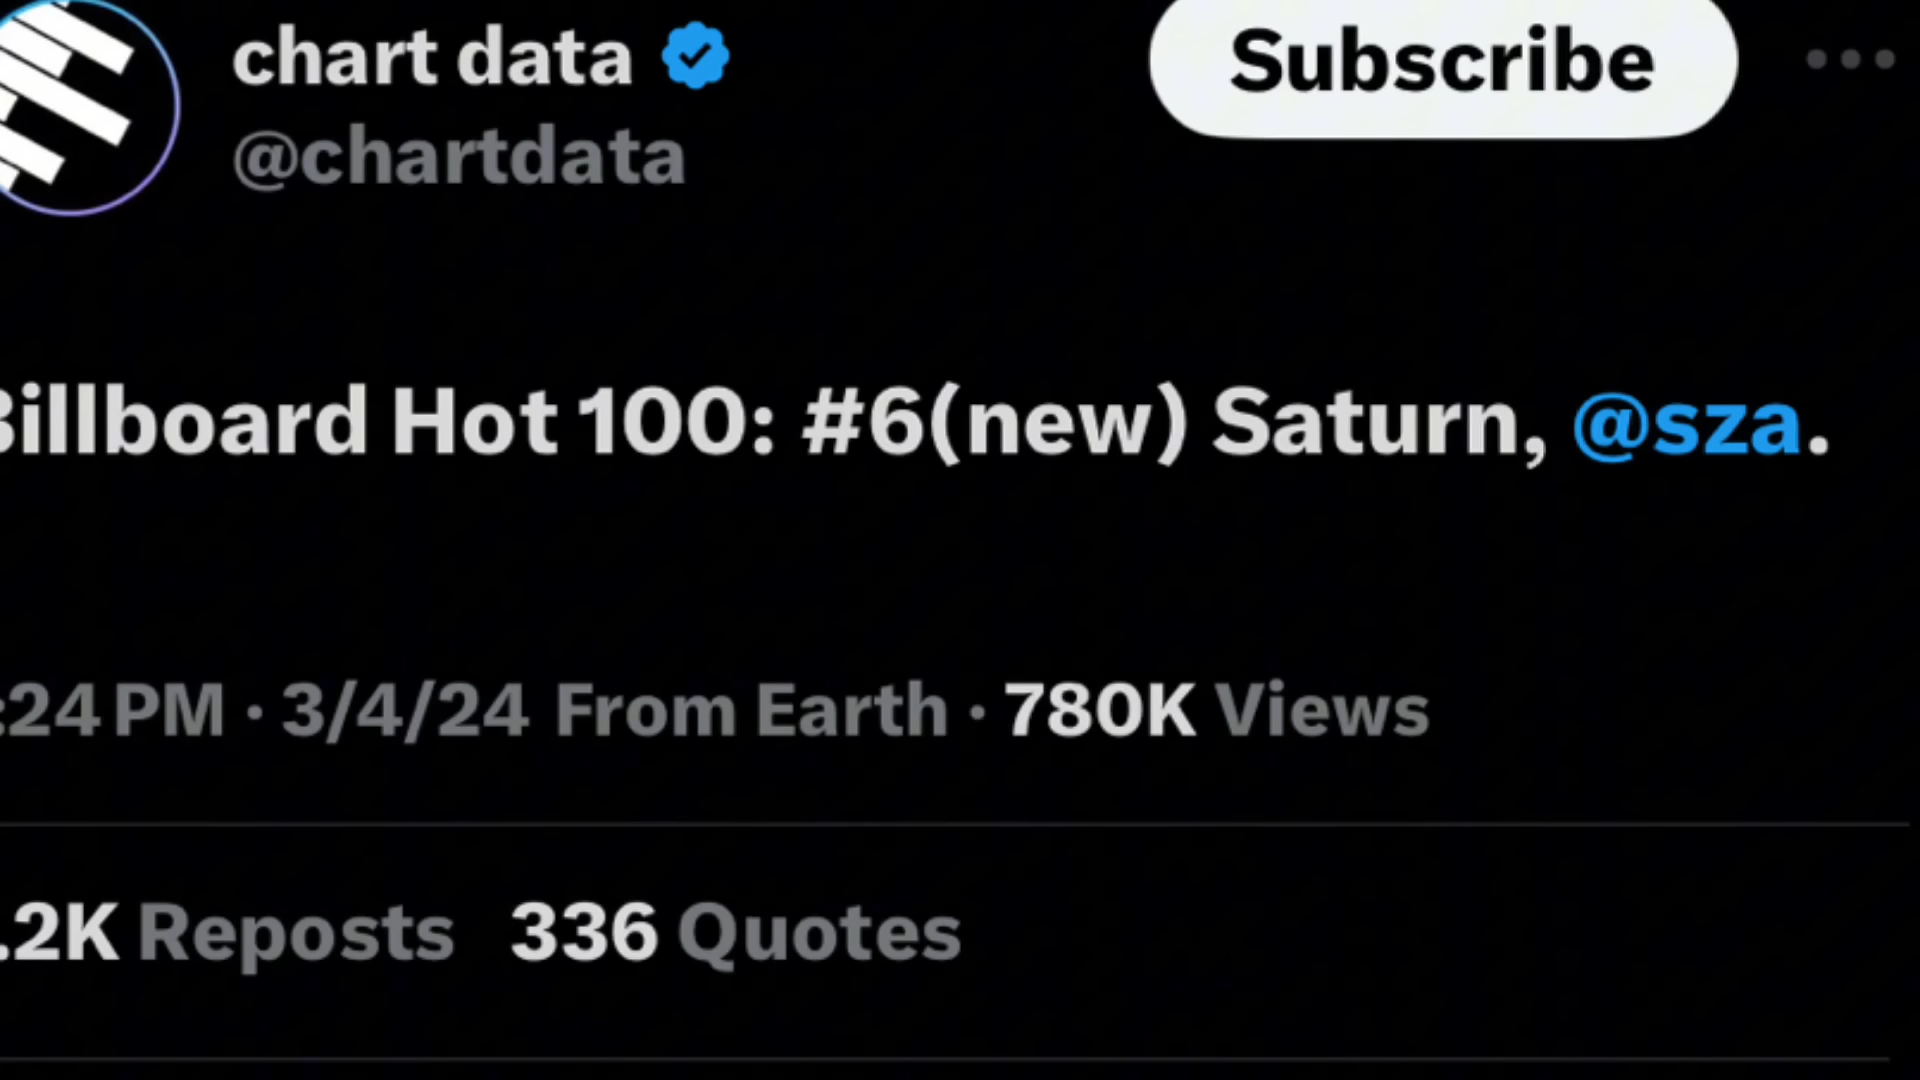 chart data
Subscribe
@chartdata
Billboard Hot 100: #6(new) Saturn, @sza.
:24 PM · 3/4/24 From Earth · 780K Views
.2K Reposts 336 Quotes